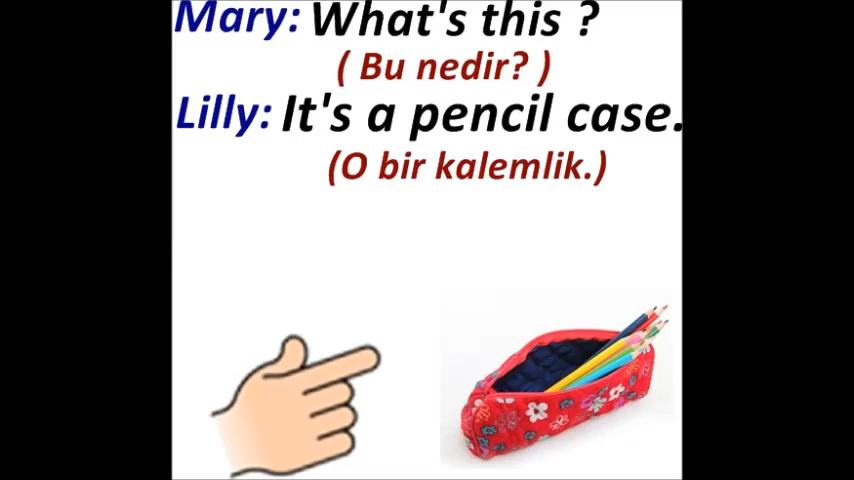 Mary: What's this ?
( Bu nedir? )
Lilly: It's a pencil case.
(O bir kalemlik.)